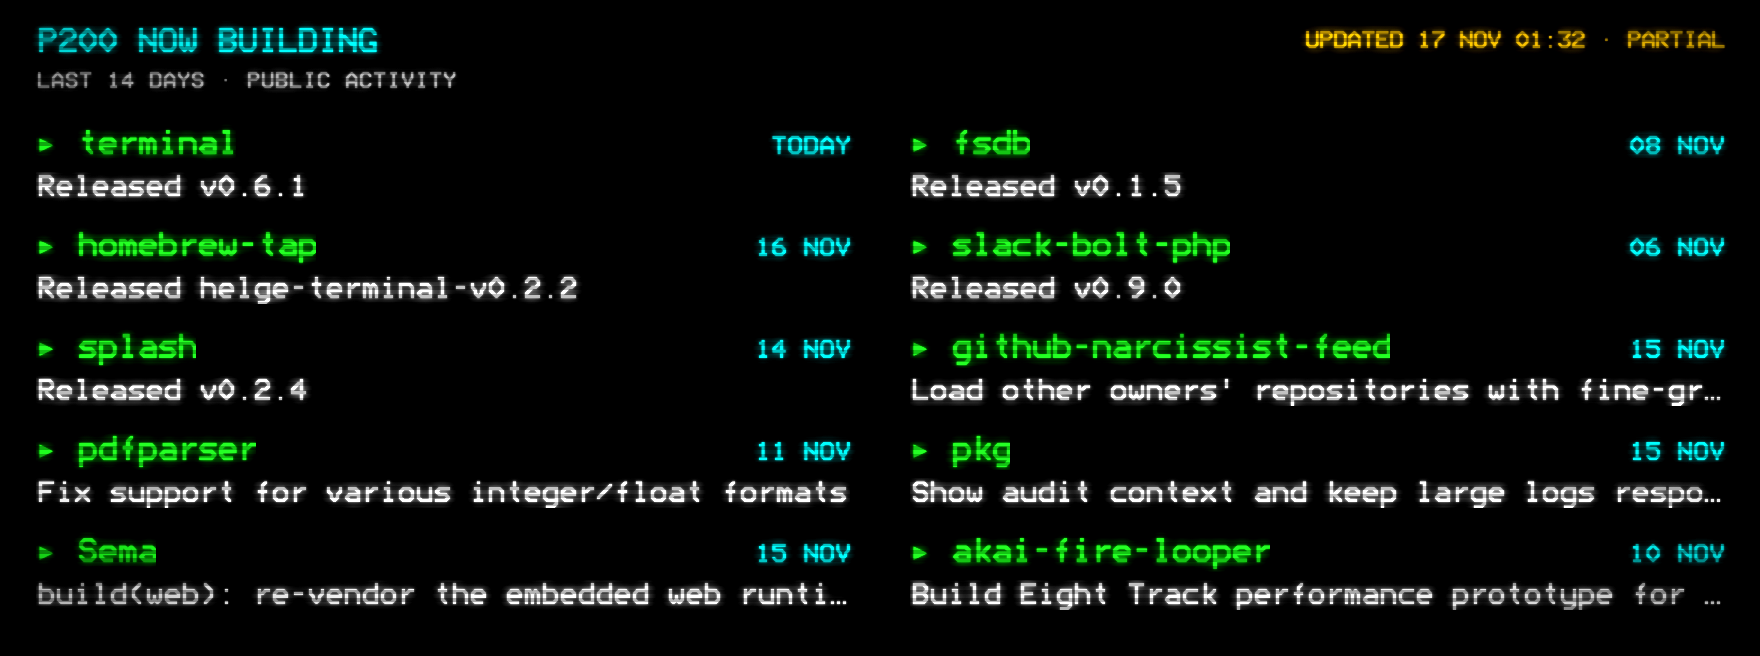 P200 NOW BUILDING
UPDATED 17 NOV 01:32 · PARTIAL
LAST 14 DAYS · PUBLIC ACTIVITY
► terminal TODAY
Released v0.6.1
► homebrew-tap 16 NOV
Released helge-terminal-v0.2.2
► splash 14 NOV
Released v0.2.4
► pdfparser 11 NOV
Fix support for various integer/float formats
► Sema 15 NOV
build(web): re-vendor the embedded web runti…
► fsdb 08 NOV
Released v0.1.5
► slack-bolt-php 06 NOV
Released v0.9.0
► github-narcissist-feed 15 NOV
Load other owners' repositories with fine-gr…
► pkg 15 NOV
Show audit context and keep large logs respo…
► akai-fire-looper 10 NOV
Build Eight Track performance prototype for …